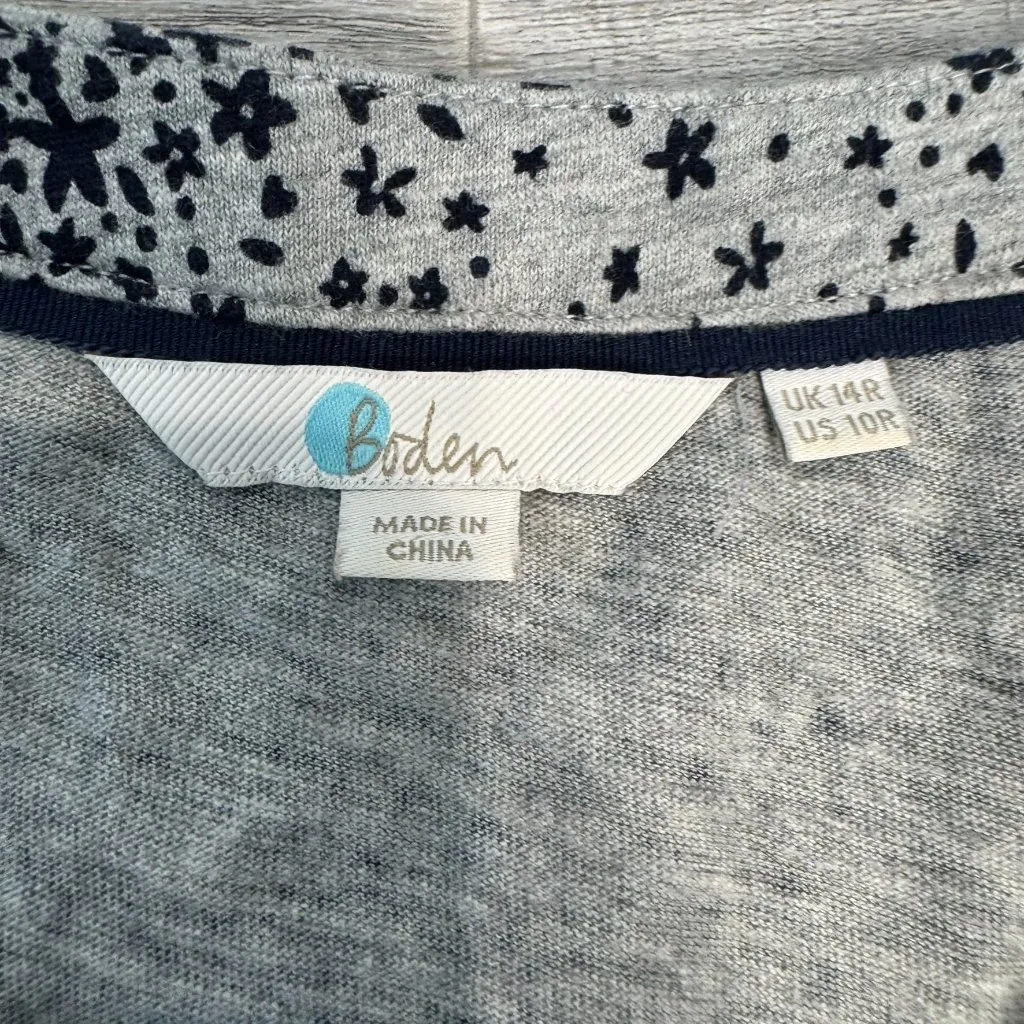 Boden
MADE IN
CHINA
UK 14R
US 10R